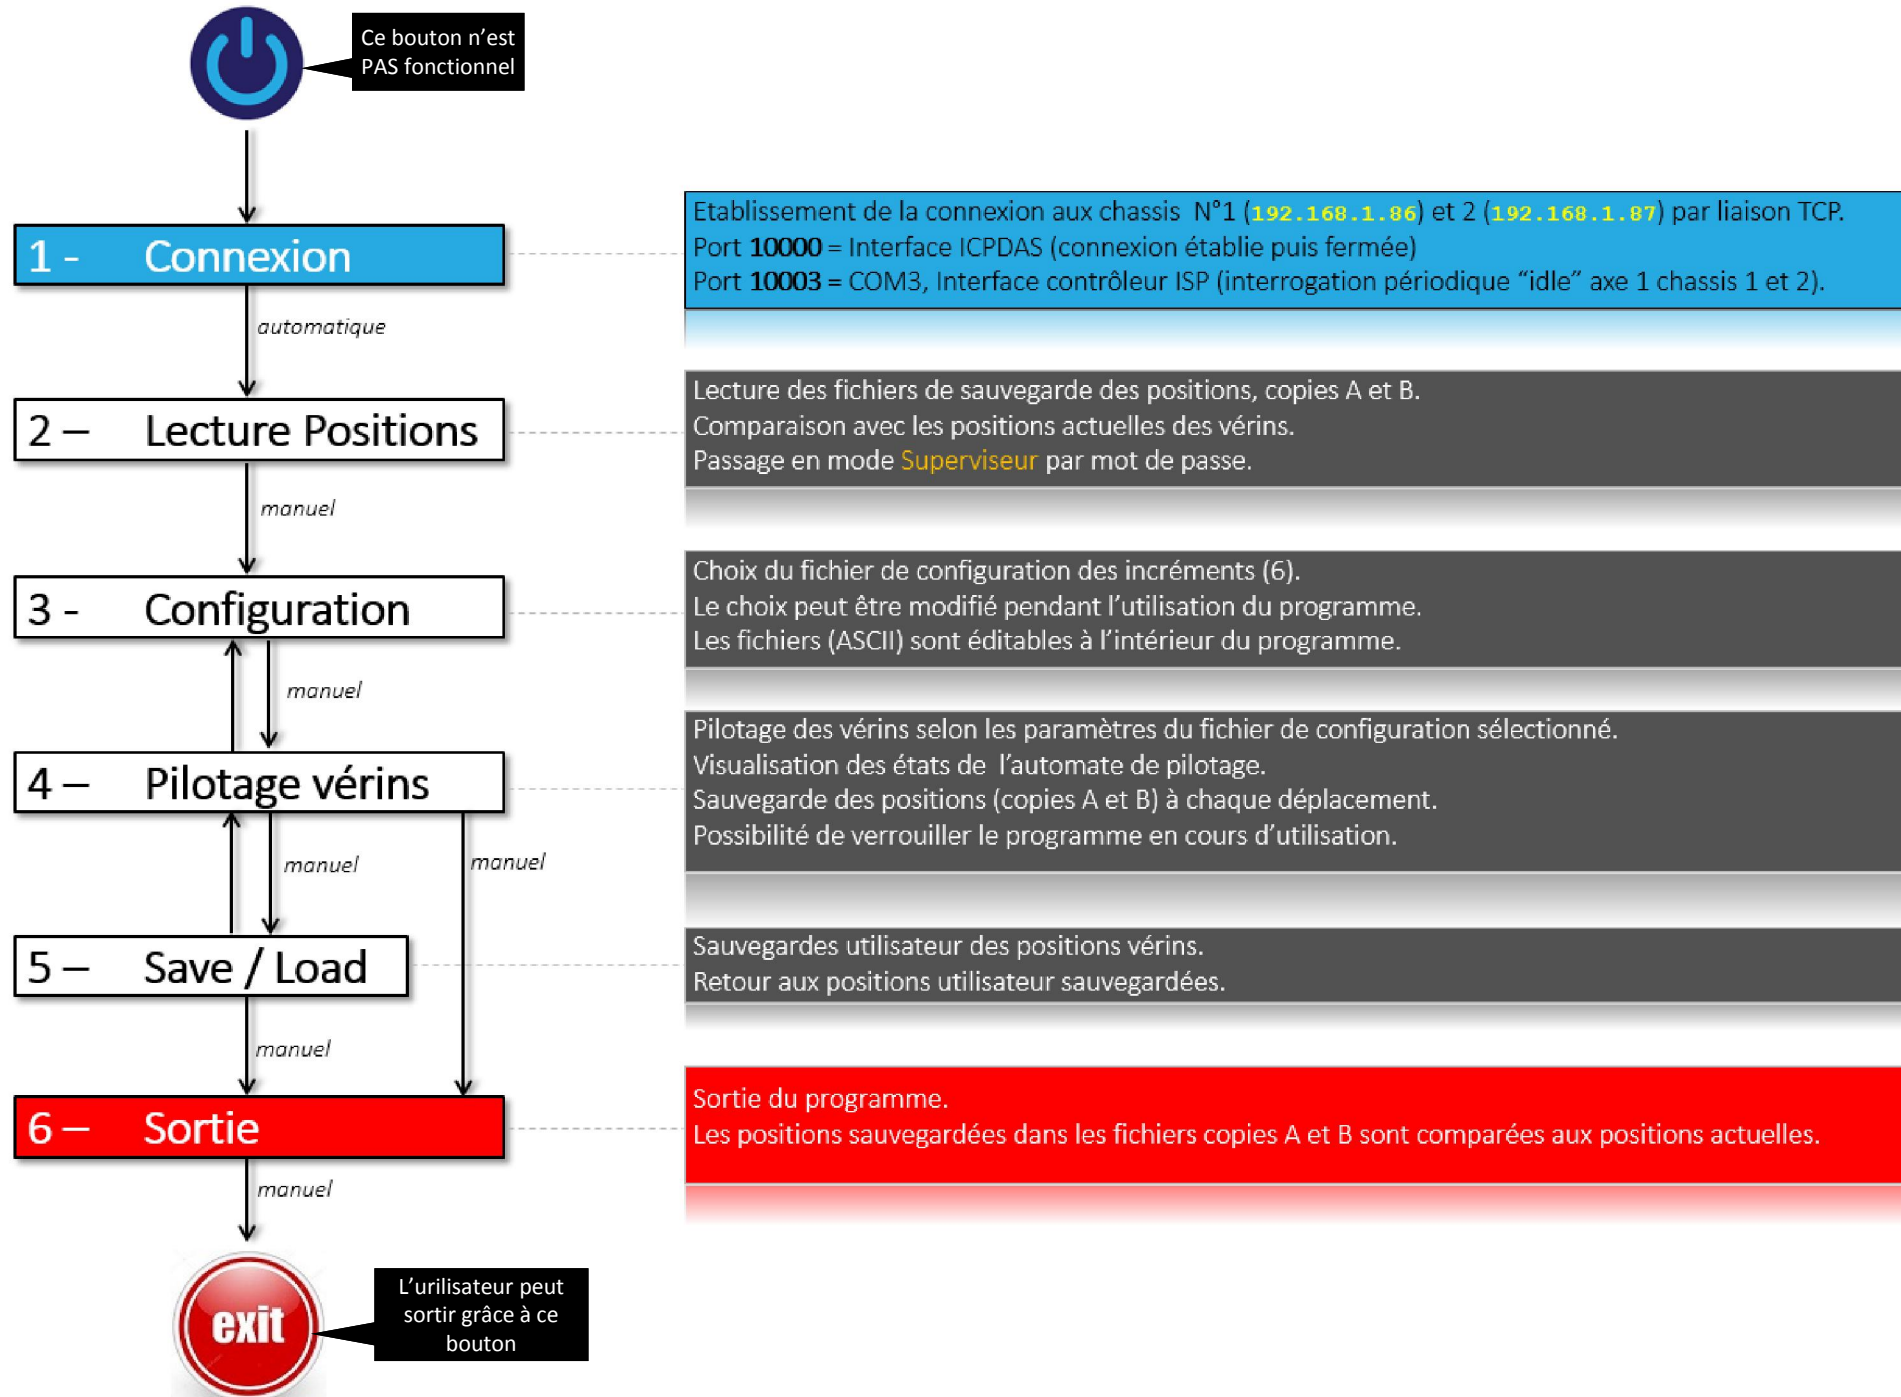 Ce bouton n’est
PAS fonctionnel
1 - Connexion
Etablissement de la connexion aux chassis N°1 (192.168.1.86) et 2 (192.168.1.87) par liaison TCP.
Port 10000 = Interface ICPDAS (connexion établie puis fermée)
Port 10003 = COM3, Interface contrôleur ISP (interrogation périodique “idle” axe 1 chassis 1 et 2).
automatique
2 – Lecture Positions
Lecture des fichiers de sauvegarde des positions, copies A et B.
Comparaison avec les positions actuelles des vérins.
Passage en mode Superviseur par mot de passe.
manuel
3 - Configuration
Choix du fichier de configuration des incréments (6).
Le choix peut être modifié pendant l’utilisation du programme.
Les fichiers (ASCII) sont éditables à l’intérieur du programme.
manuel
4 – Pilotage vérins
Pilotage des vérins selon les paramètres du fichier de configuration sélectionné.
Visualisation des états de l’automate de pilotage.
Sauvegarde des positions (copies A et B) à chaque déplacement.
Possibilité de verrouiller le programme en cours d’utilisation.
manuel
manuel
5 – Save / Load
Sauvegardes utilisateur des positions vérins.
Retour aux positions utilisateur sauvegardées.
manuel
6 – Sortie
Sortie du programme.
Les positions sauvegardées dans les fichiers copies A et B sont comparées aux positions actuelles.
manuel
exit
L’urilisateur peut
sortir grâce à ce
bouton